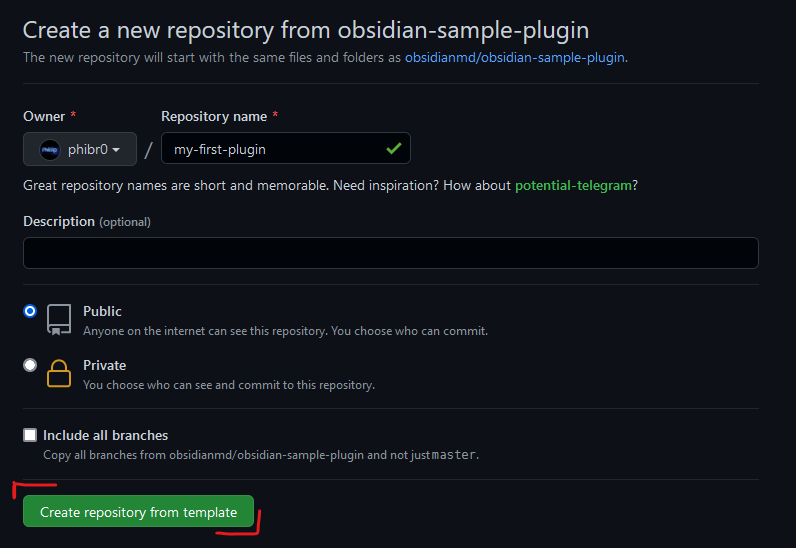 Create a new repository from obsidian-sample-plugin
The new repository will start with the same files and folders as obsidianmd/obsidian-sample-plugin.
Owner * Repository name *
phibr0 / my-first-plugin
Great repository names are short and memorable. Need inspiration? How about potential-telegram?
Description (optional)
Public
Anyone on the internet can see this repository. You choose who can commit.
Private
You choose who can see and commit to this repository.
Include all branches
Copy all branches from obsidianmd/obsidian-sample-plugin and not just master.
Create repository from template